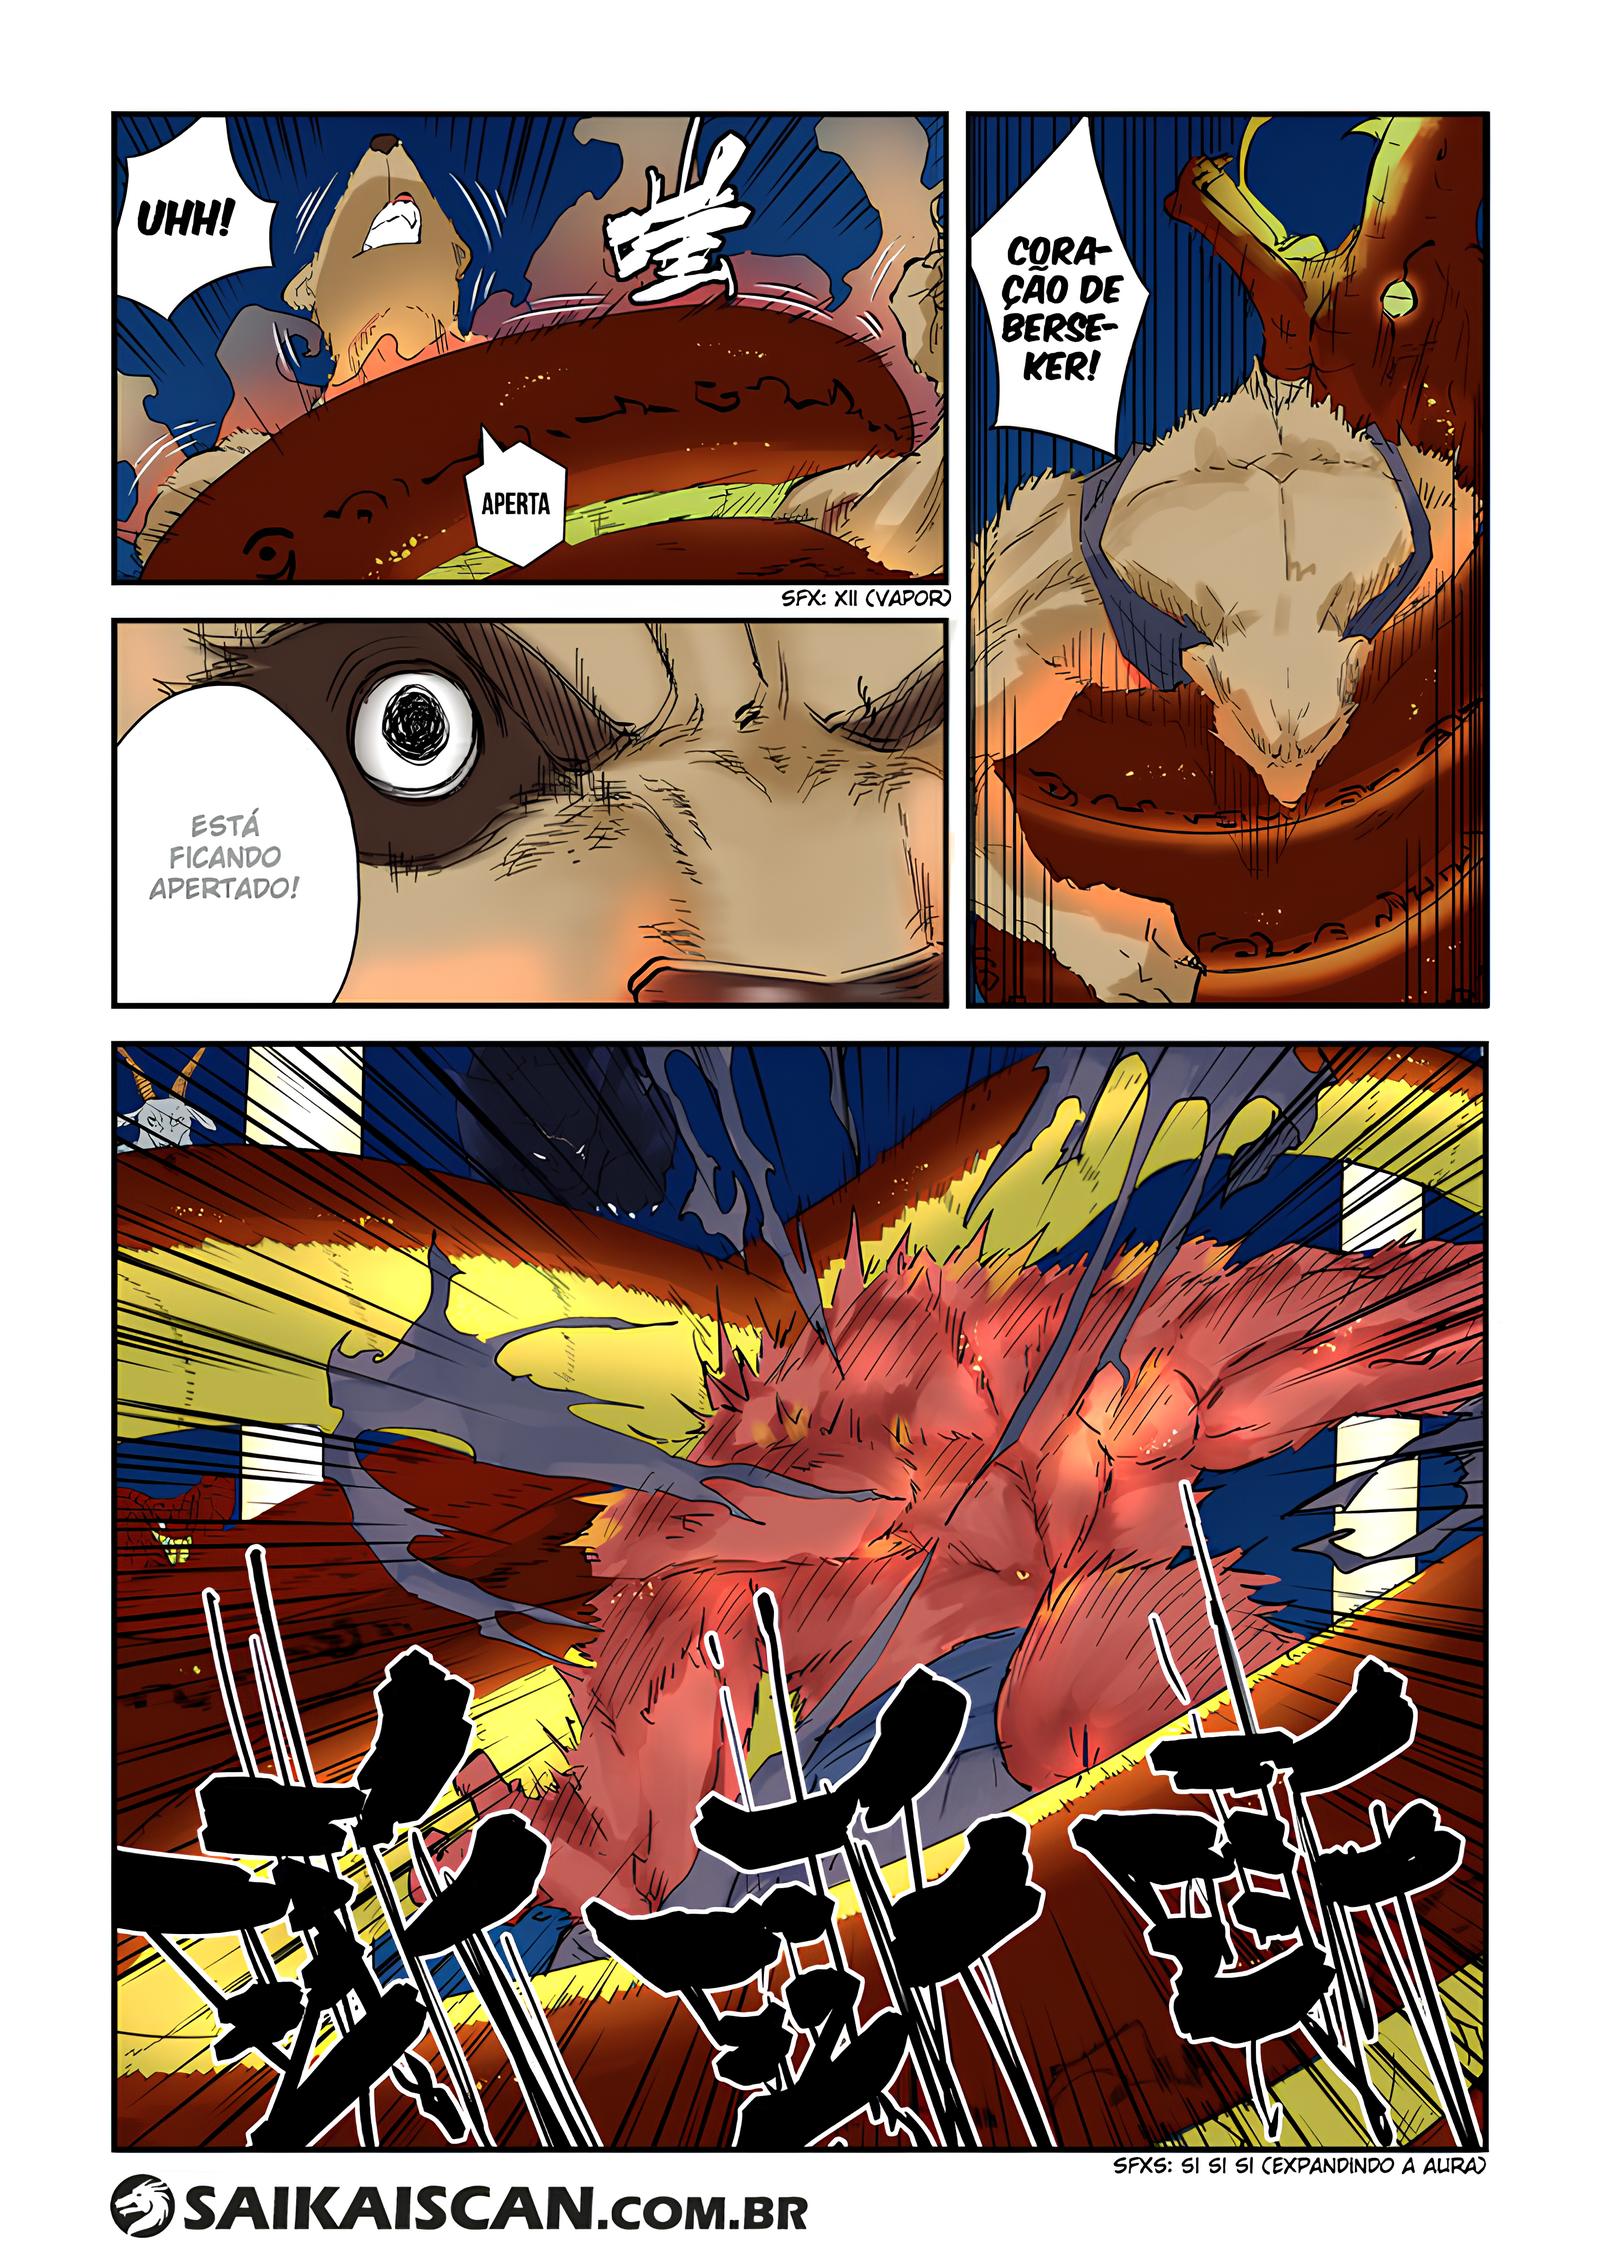 UHH!
APERTA
SFX: XII (VAPOR)
ESTÁ
FICANDO
APERTADO!
CORA-
ÇÃO DE
BERSE-
KER!
SFXS: SI SI SI (EXPANDINDO A AURA)
SAIKAISCAN.COM.BR